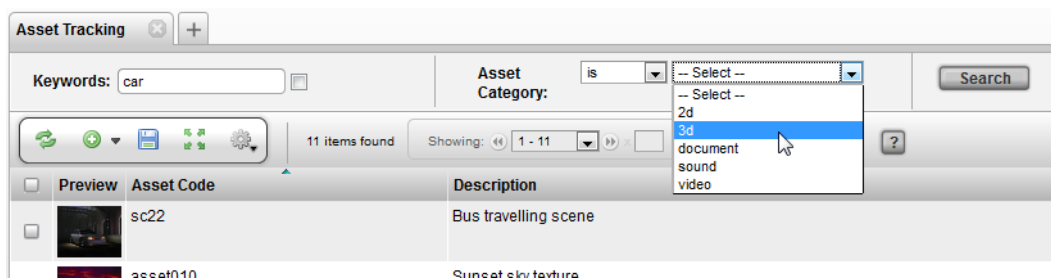 Asset Tracking
+
Keywords: car
Asset Category: is -- Select --
Search
-- Select --
2d
3d
document
sound
video
11 items found
Showing: 1 - 11 x
?
Preview Asset Code Description
sc22 Bus travelling scene
asset010 Sunset sky texture